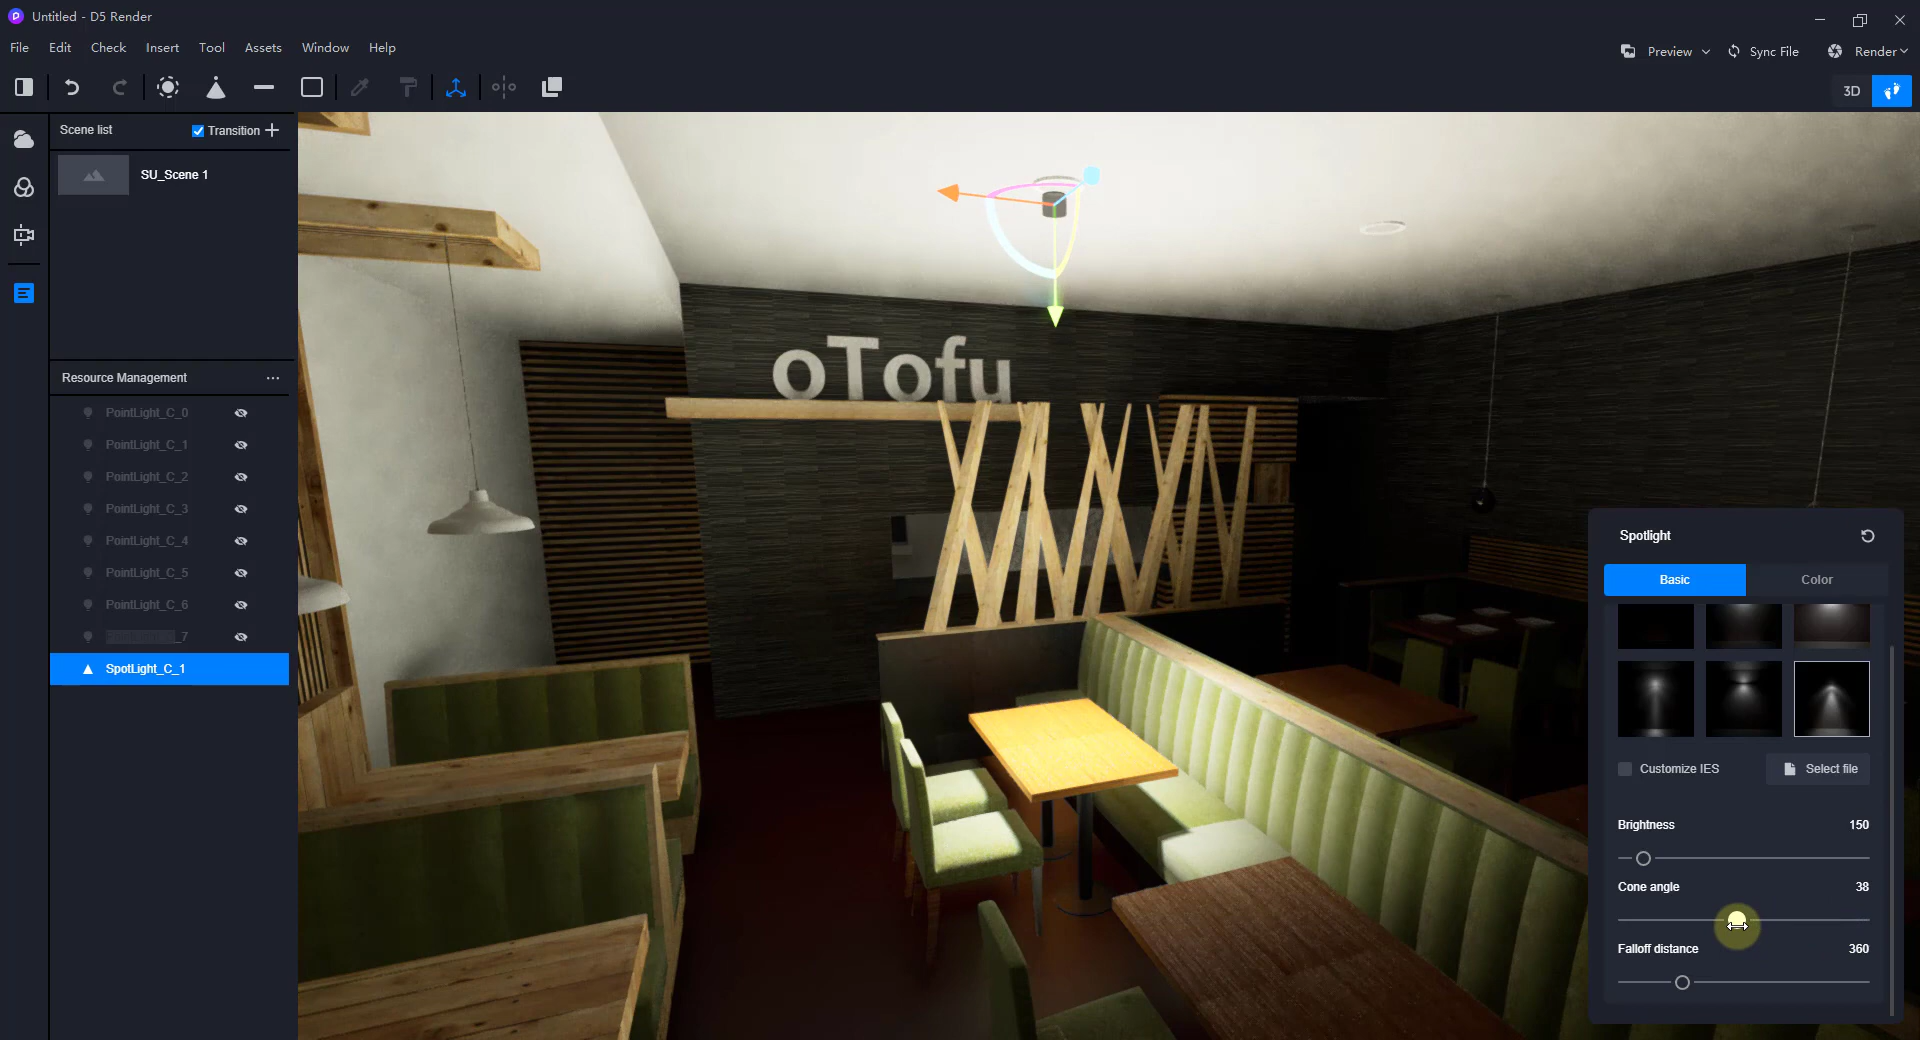 Untitled - D5 Render
File Edit Check Insert Tool Assets Window Help
Preview Sync File Render
3D
Scene list Transition
SU_Scene 1
Resource Management
PointLight_C_0
PointLight_C_1
PointLight_C_2
PointLight_C_3
PointLight_C_4
PointLight_C_5
PointLight_C_6
_7
SpotLight_C_1
oTofu
Spotlight
Basic Color
Customize IES Select file
Brightness 150
Cone angle 38
Falloff distance 360